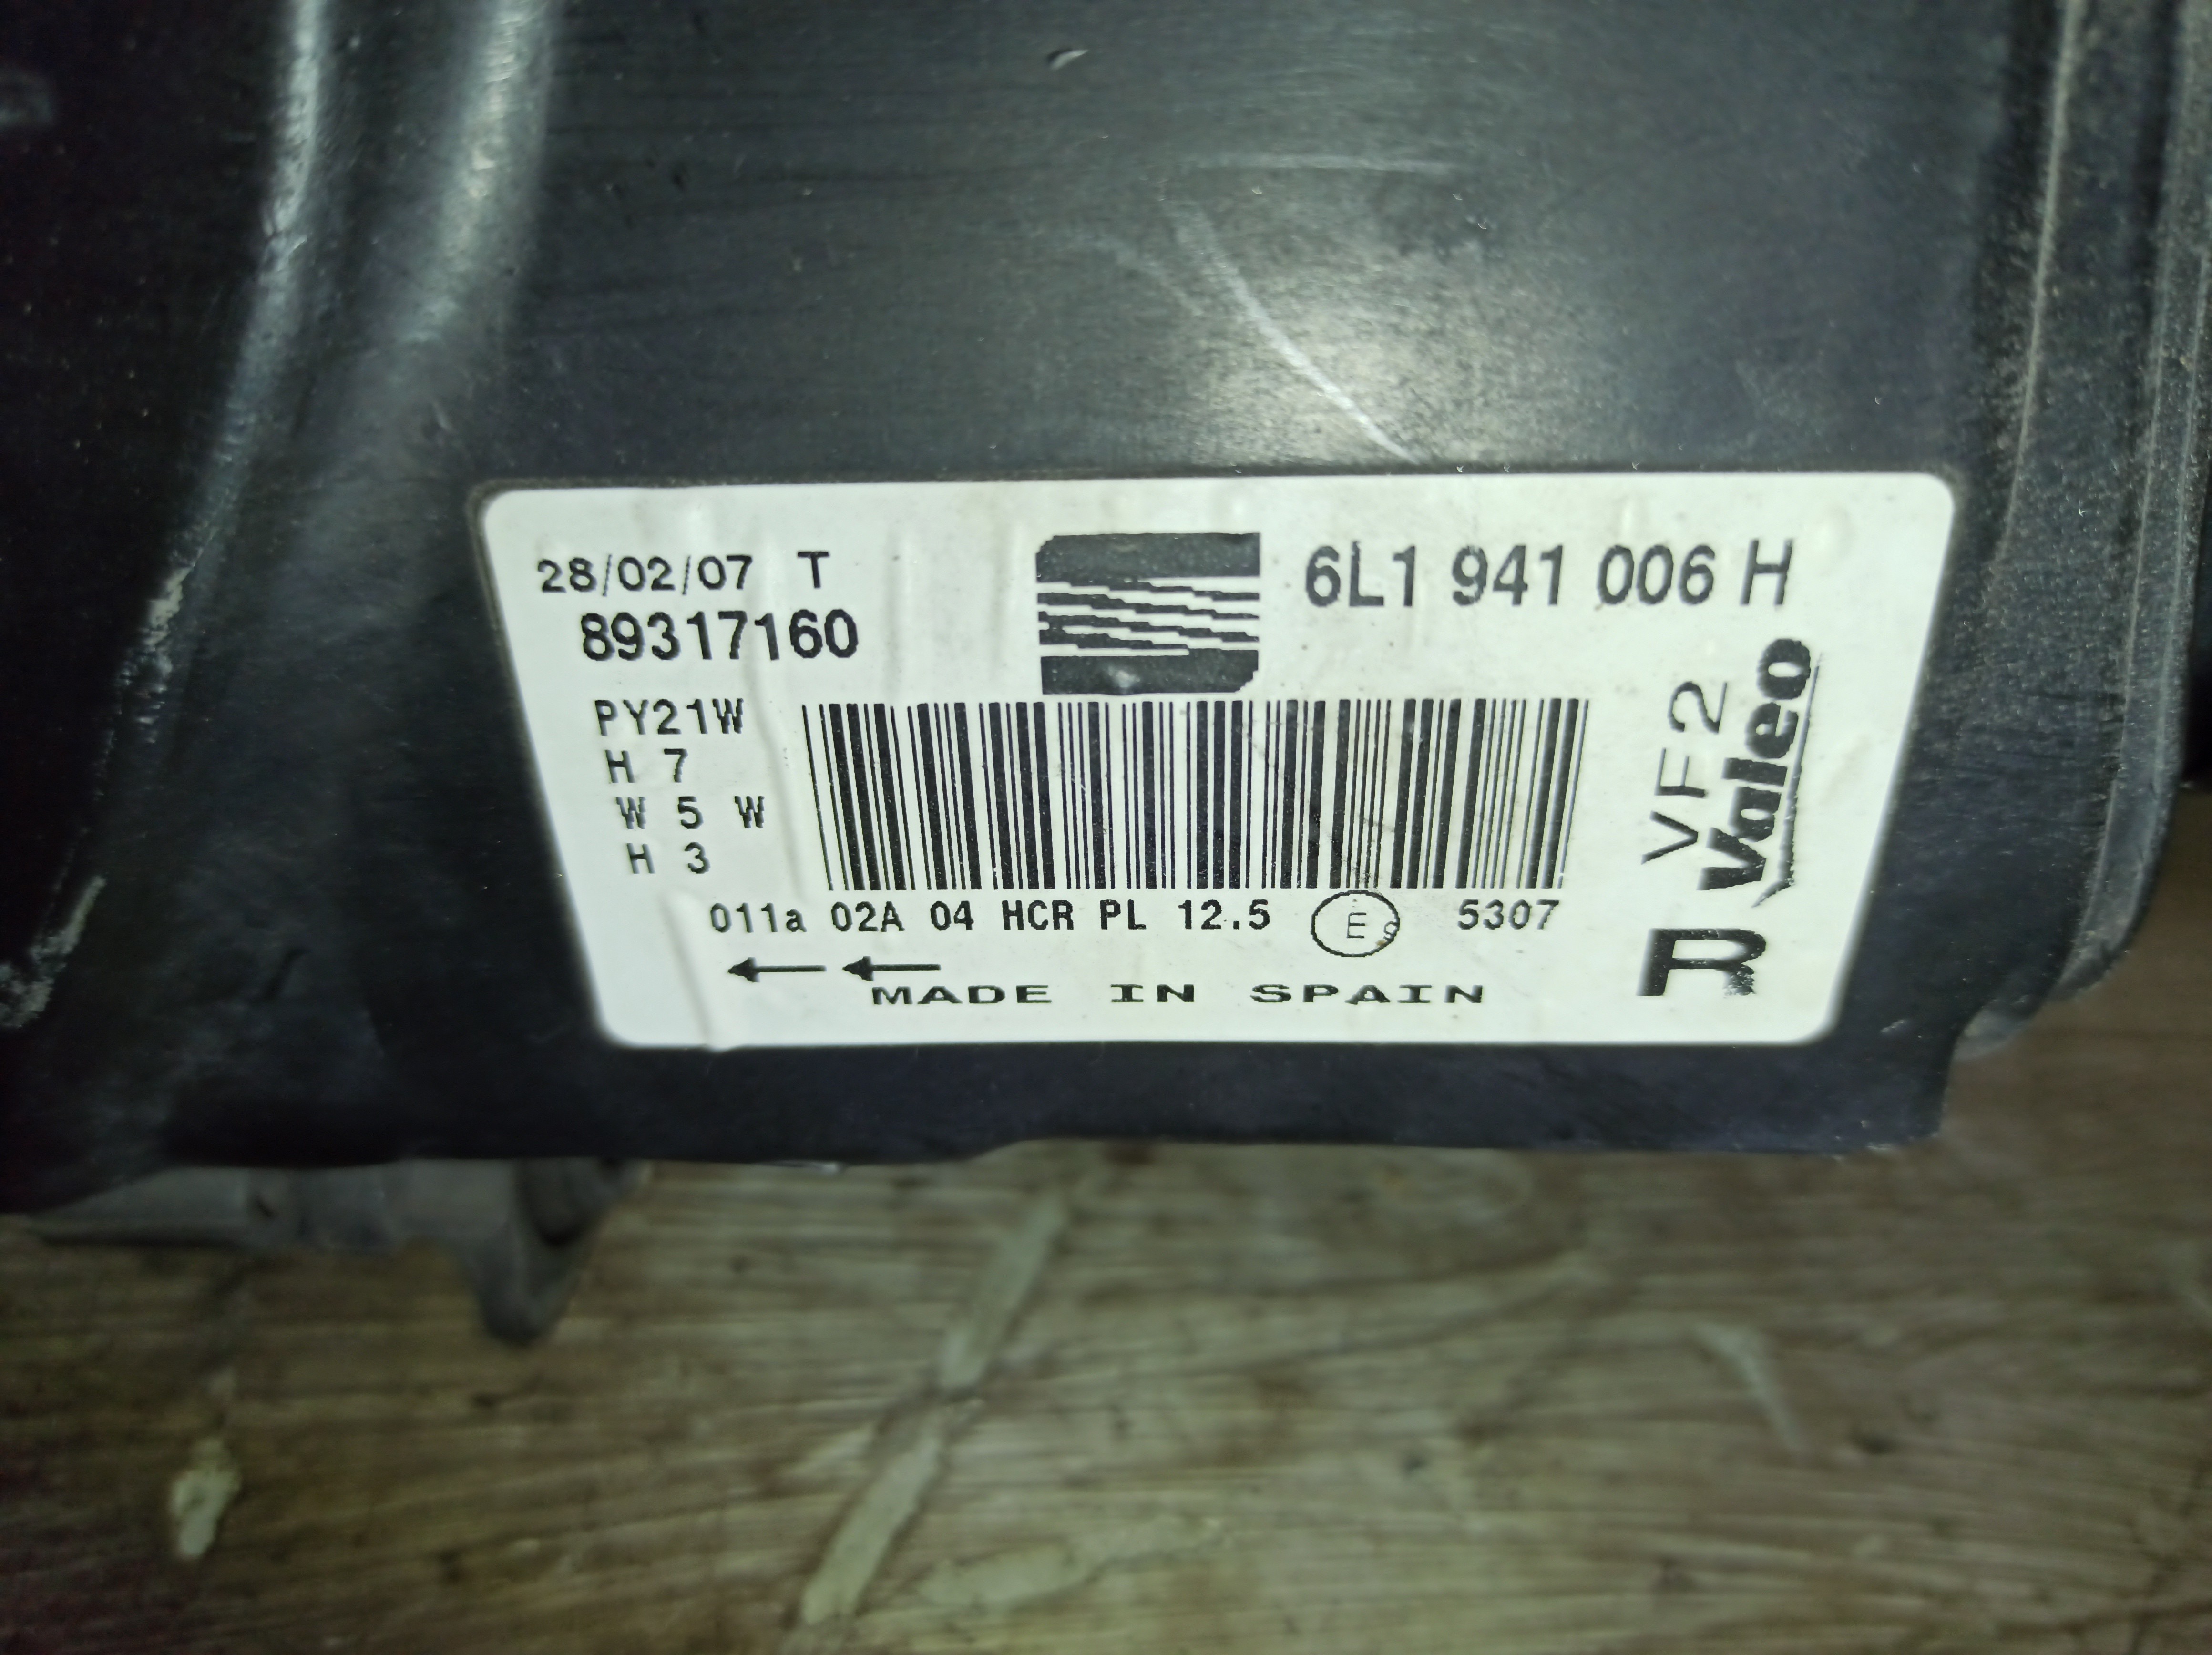 28/02/07 T
89317160
6L1 941 006 H
PY21W
H 7
W 5 W
H 3
VF2
Valeo
011a 02A 04 HCR PL 12.5 E9 5307
R
MADE IN SPAIN